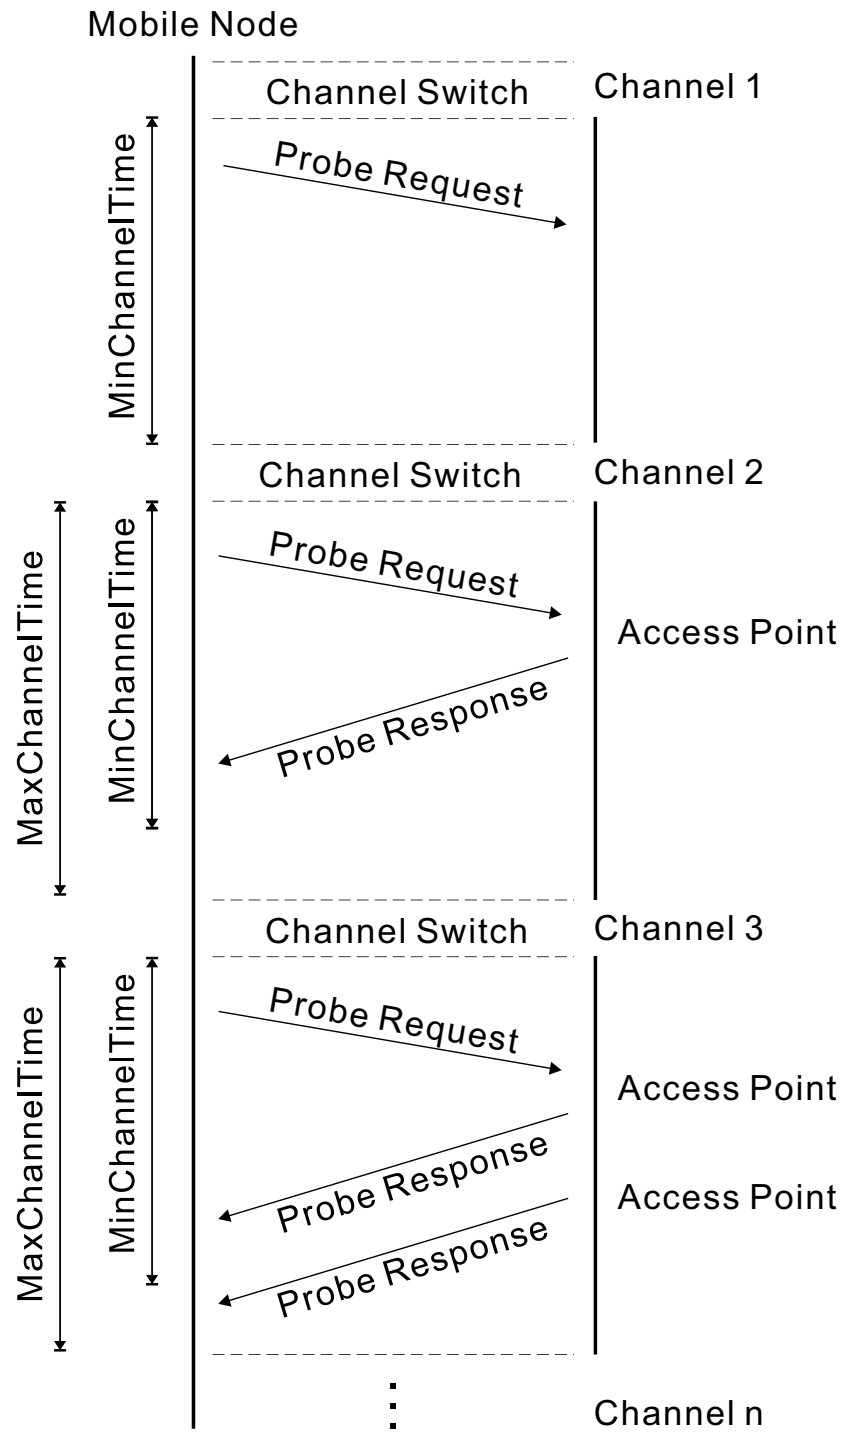 Mobile Node
Channel Switch
Channel 1
MinChannelTime
Probe Request
Channel Switch
Channel 2
MaxChannelTime
MinChannelTime
Probe Request
Access Point
Probe Response
Channel Switch
Channel 3
MaxChannelTime
MinChannelTime
Probe Request
Access Point
Probe Response
Access Point
Probe Response
Channel n